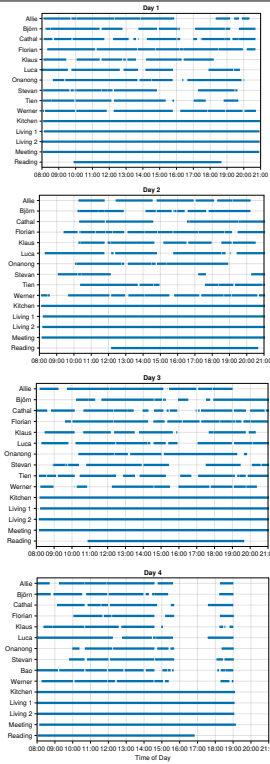 Day 1
Allie
Björn
Cathal
Florian
Klaus
Luca
Onanong
Stevan
Tien
Werner
Kitchen
Living 1
Living 2
Meeting
Reading
08:00 09:00 10:00 11:00 12:00 13:00 14:00 15:00 16:00 17:00 18:00 19:00 20:00 21:00
Day 2
Allie
Björn
Cathal
Florian
Klaus
Luca
Onanong
Stevan
Tien
Werner
Kitchen
Living 1
Living 2
Meeting
Reading
08:00 09:00 10:00 11:00 12:00 13:00 14:00 15:00 16:00 17:00 18:00 19:00 20:00 21:00
Day 3
Allie
Björn
Cathal
Florian
Klaus
Luca
Onanong
Stevan
Tien
Werner
Kitchen
Living 1
Living 2
Meeting
Reading
08:00 09:00 10:00 11:00 12:00 13:00 14:00 15:00 16:00 17:00 18:00 19:00 20:00 21:00
Day 4
Allie
Björn
Cathal
Florian
Klaus
Luca
Onanong
Stevan
Bao
Werner
Kitchen
Living 1
Living 2
Meeting
Reading
08:00 09:00 10:00 11:00 12:00 13:00 14:00 15:00 16:00 17:00 18:00 19:00 20:00 21:00
Time of Day